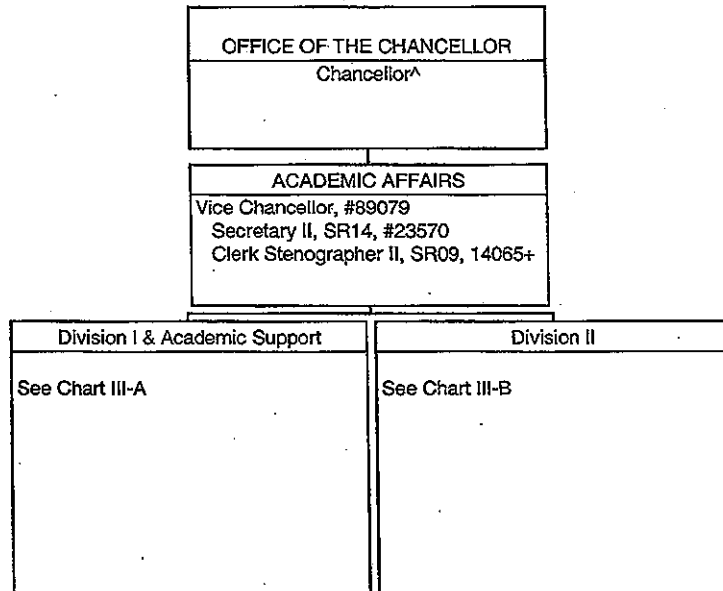 OFFICE OF THE CHANCELLOR
Chancellor^
ACADEMIC AFFAIRS
Vice Chancellor, #89079
Secretary II, SR14, #23570
Clerk Stenographer II, SR09, 14065+
Division I & Academic Support
See Chart III-A
Division II
See Chart III-B